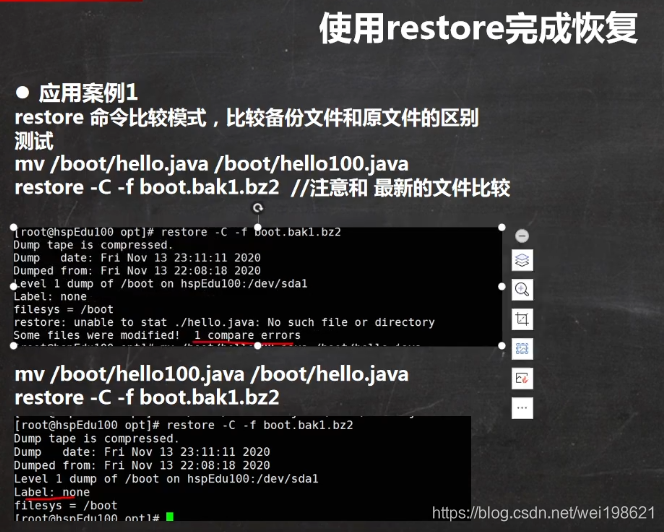 使用restore完成恢复
● 应用案例1
restore 命令比较模式，比较备份文件和原文件的区别
测试
mv /boot/hello.java /boot/hello100.java
restore -C -f boot.bak1.bz2 //注意和 最新的文件比较
[root@hspEdu100 opt]# restore -C -f boot.bak1.bz2
Dump tape is compressed.
Dump   date: Fri Nov 13 23:11:11 2020
Dumped from: Fri Nov 13 22:08:18 2020
Level 1 dump of /boot on hspEdu100:/dev/sda1
Label: none
filesys = /boot
restore: unable to stat ./hello.java: No such file or directory
Some files were modified!  1 compare errors
mv /boot/hello100.java /boot/hello.java
restore -C -f boot.bak1.bz2
[root@hspEdu100 opt]# restore -C -f boot.bak1.bz2
Dump tape is compressed.
Dump   date: Fri Nov 13 23:11:11 2020
Dumped from: Fri Nov 13 22:08:18 2020
Level 1 dump of /boot on hspEdu100:/dev/sda1
Label: none
filesys = /boot
[root@hspEdu100 opt]#
https://blog.csdn.net/wei198621